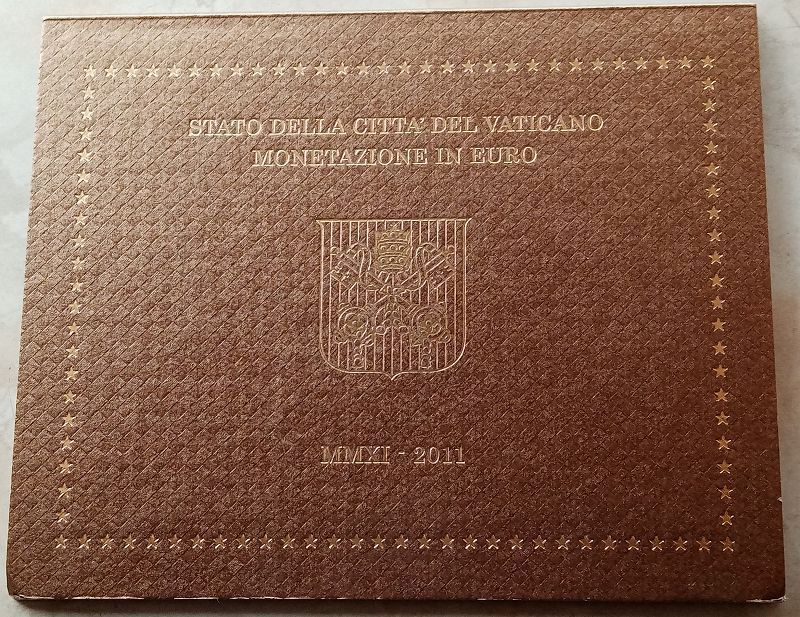 STATO DELLA CITTA' DEL VATICANO
MONETAZIONE IN EURO
MMXI - 2011